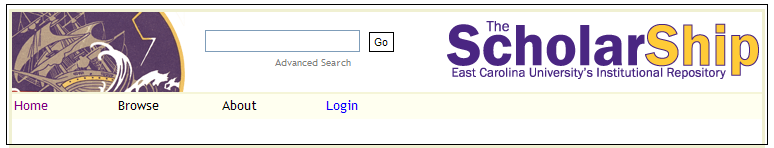 Go
Advanced Search
The
ScholarShip
East Carolina University's Institutional Repository
Home Browse About Login